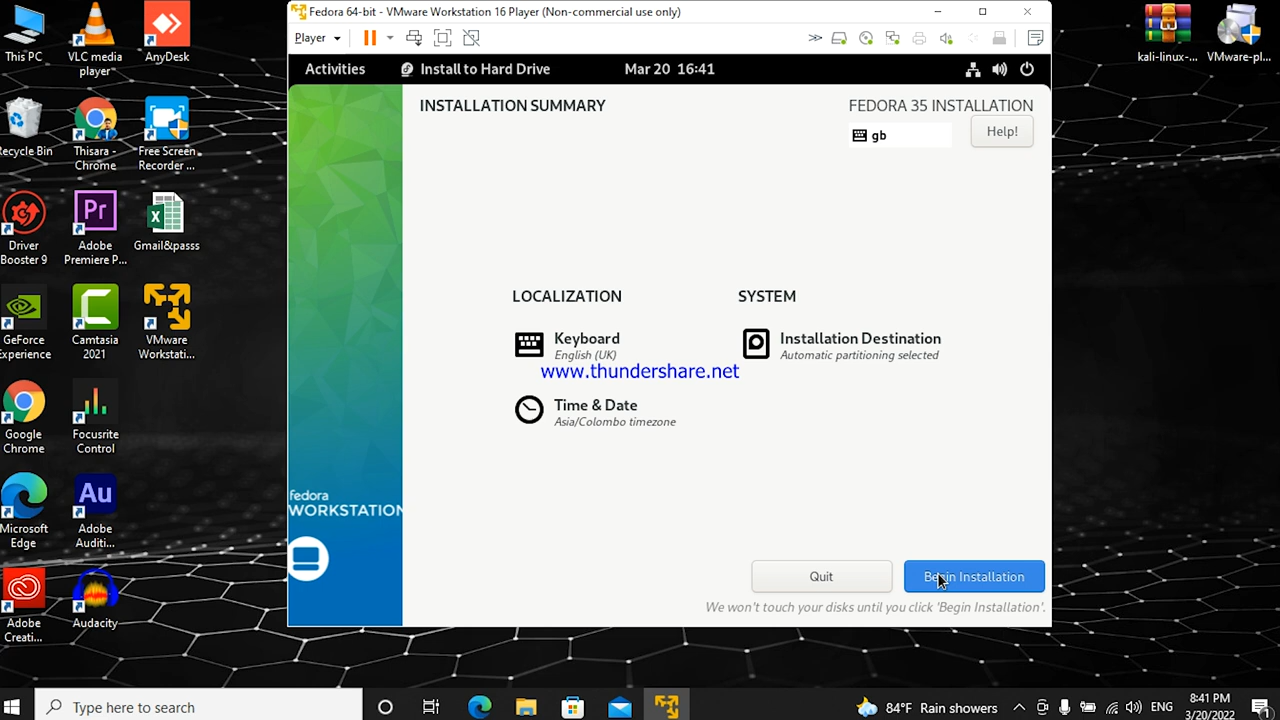 This PC
VLC media
player
AnyDesk
Recycle Bin
Thisara -
Chrome
Free Screen
Recorder ...
Driver
Booster 9
Adobe
Premiere P...
Gmail&passs
GeForce
Experience
Camtasia
2021
VMware
Workstati...
Google
Chrome
Focusrite
Control
Microsoft
Edge
Adobe
Auditi...
Adobe
Creati...
Audacity
Fedora 64-bit - VMware Workstation 16 Player (Non-commercial use only)
Player
Activities
Install to Hard Drive
Mar 20 16:41
INSTALLATION SUMMARY
FEDORA 35 INSTALLATION
gb
Help!
LOCALIZATION
SYSTEM
Keyboard
English (UK)
Installation Destination
Automatic partitioning selected
www.thundershare.net
Time & Date
Asia/Colombo timezone
fedora
WORKSTATION
Quit
Begin Installation
We won't touch your disks until you click 'Begin Installation'.
kali-linux-...
VMware-pl...
Type here to search
84°F Rain showers
ENG
8:41 PM
3/20/2022